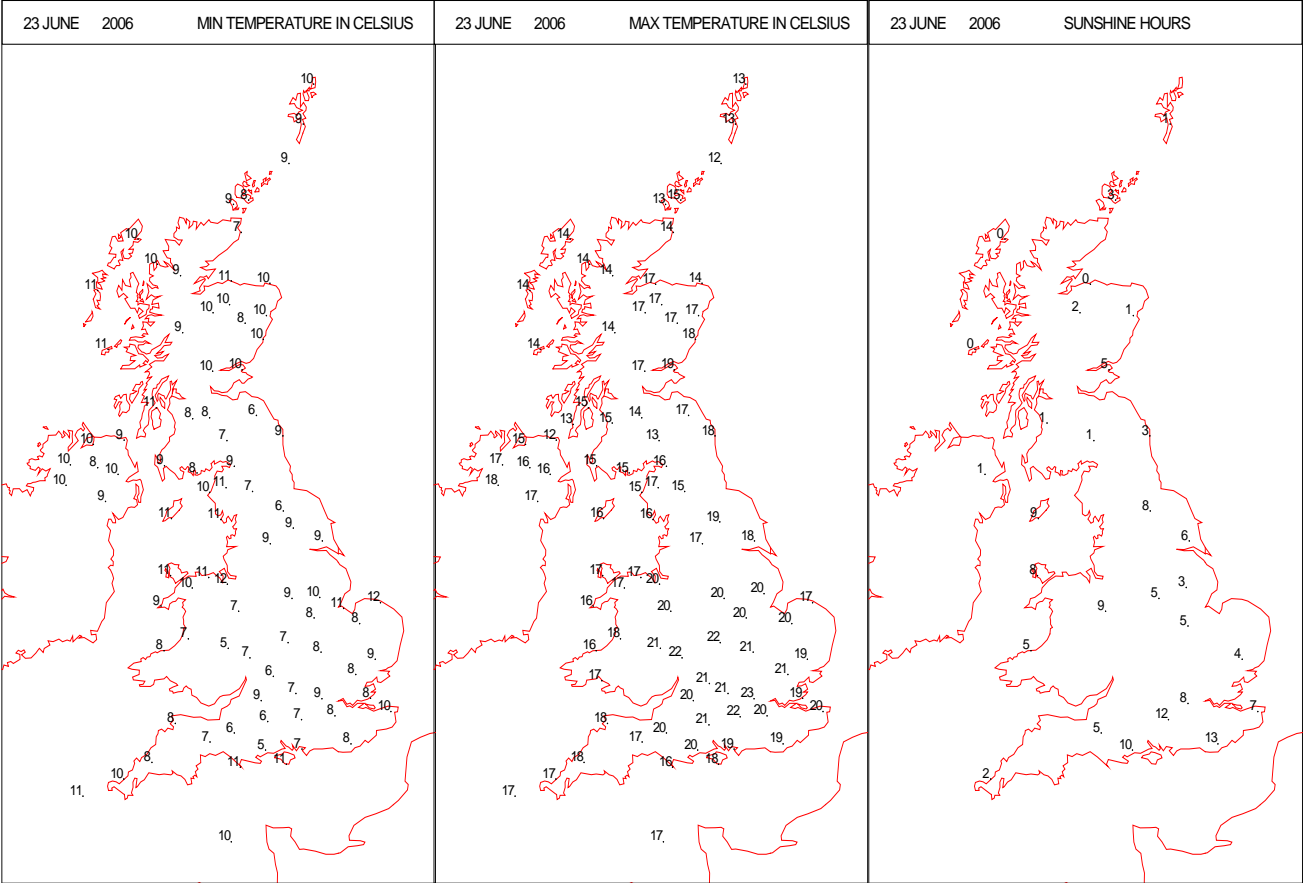 23 JUNE 2006 MIN TEMPERATURE IN CELSIUS
10
9
9
9 8
7
10
10
9 11 10
11
10 10 10
8
9 10
11
10 10
11
8 8 6
10 9 7 9
10 8 10 9 8 9
10 10 11 7
9
11 11 6
9
9 9
11 11
10 12
9 10
9 7 11 12
8 8
7 7
8 5 7 8
9
6 8
9 7 9 8
10
8 6 7 8
6
7 5 7 8
8 11 11
10
11
10
23 JUNE 2006 MAX TEMPERATURE IN CELSIUS
13
13
12
13 15
14
14
14
14 17 14
14
17 17 17
17
14 18
14
17 19
15
13 15 14 17
15 12 13 18
17 16 16 15 15 16
18 15 17 15
17
16 16 19
17 18
17 17
17 20
16 20 20 20 17
20 20
18 22
16 21 22 21 19
17 21 21
20 21 23 19
20
18 20 21 22 20
17 20 19 19
18 16 18
17
17
17
23 JUNE 2006 SUNSHINE HOURS
1
3
0
0
2 1
0
5
1
1 3
1
9 8
6
8
5 3
9
5
5 4
8
12 7
5 10 13
2